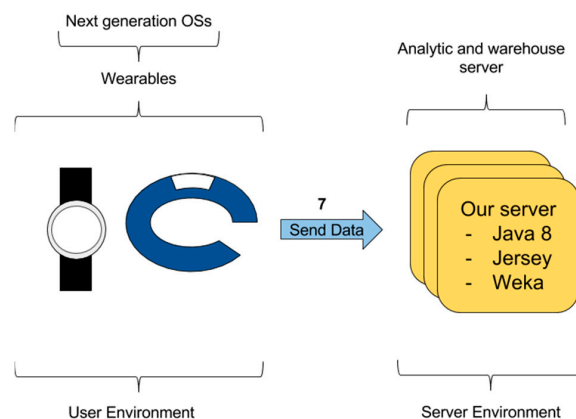 Next generation OSs
Wearables
Analytic and warehouse
server
7
Send Data
Our server
- Java 8
- Jersey
- Weka
User Environment
Server Environment